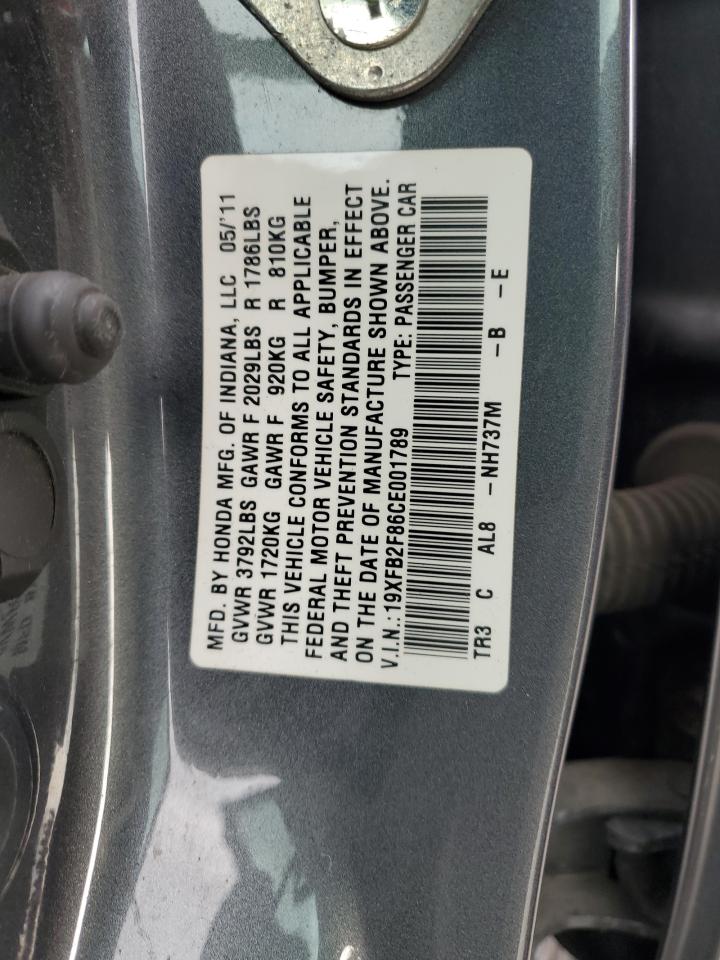 MFD. BY HONDA MFG. OF INDIANA, LLC 05/'11
GVWR 3792LBS GAWR F 2029LBS R 1786LBS
GVWR 1720KG GAWR F 920KG R 810KG
THIS VEHICLE CONFORMS TO ALL APPLICABLE
FEDERAL MOTOR VEHICLE SAFETY, BUMPER,
AND THEFT PREVENTION STANDARDS IN EFFECT
ON THE DATE OF MANUFACTURE SHOWN ABOVE.
V.I.N.:19XFB2F86CE001789 TYPE: PASSENGER CAR
TR3 C AL8 -NH737M -B -E